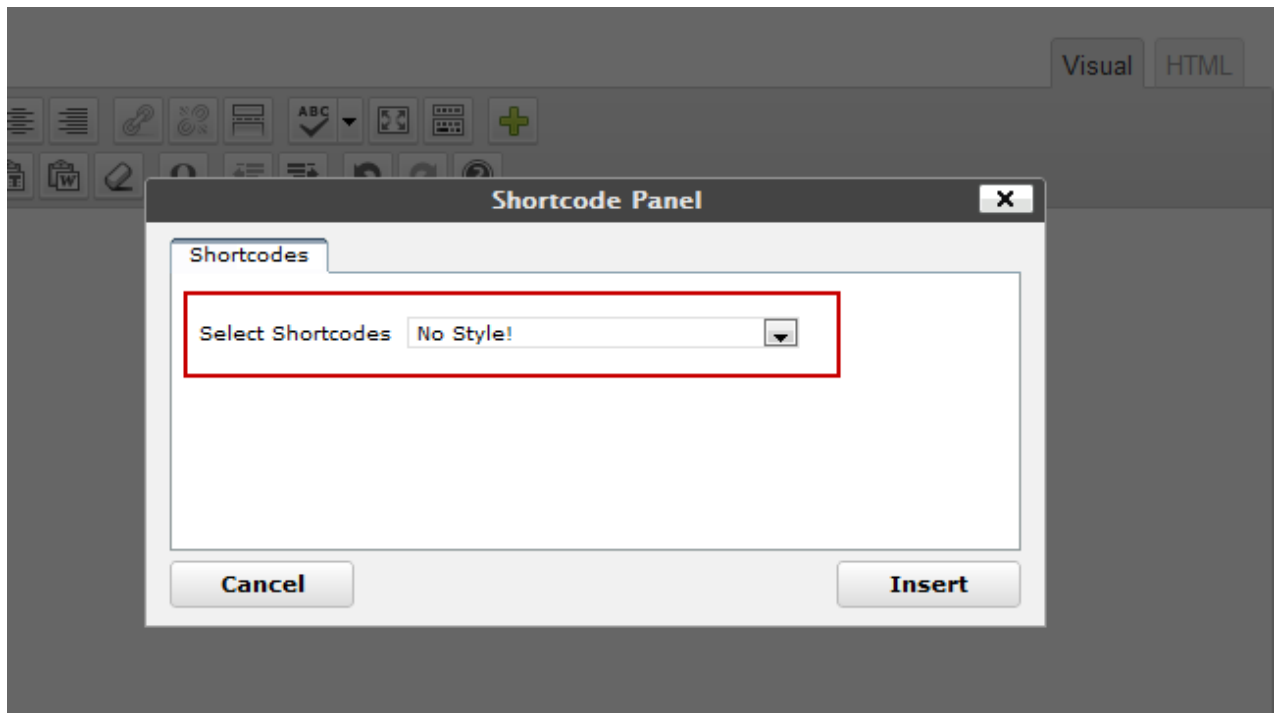 Visual HTML
ABC
T W Ω
Shortcode Panel X
Shortcodes
Select Shortcodes No Style!
Cancel Insert